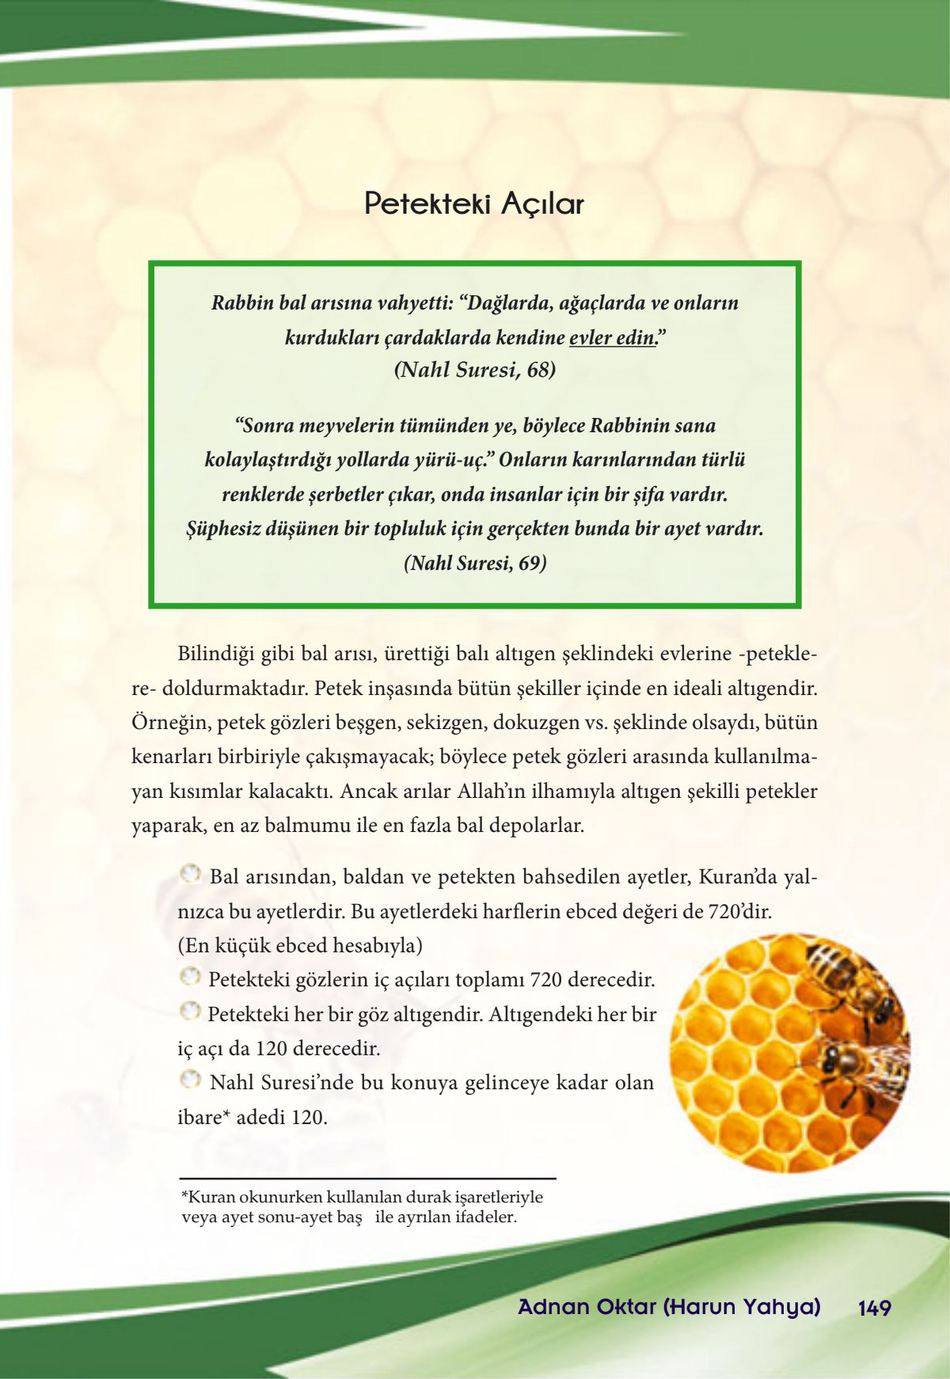 Petekteki Açılar
Rabbin bal arısına vahyetti: “Dağlarda, ağaçlarda ve onların
kurdukları çardaklarda kendine evler edin.”
(Nahl Suresi, 68)
“Sonra meyvelerin tümünden ye, böylece Rabbinin sana
kolaylaştırdığı yollarda yürü-uç.” Onların karınlarından türlü
renklerde şerbetler çıkar, onda insanlar için bir şifa vardır.
Şüphesiz düşünen bir topluluk için gerçekten bunda bir ayet vardır.
(Nahl Suresi, 69)
Bilindiği gibi bal arısı, ürettiği balı altıgen şeklindeki evlerine -petekle-
re- doldurmaktadır. Petek inşasında bütün şekiller içinde en ideali altıgendir.
Örneğin, petek gözleri beşgen, sekizgen, dokuzgen vs. şeklinde olsaydı, bütün
kenarları birbiriyle çakışmayacak; böylece petek gözleri arasında kullanılma-
yan kısımlar kalacaktı. Ancak arılar Allah’ın ilhamıyla altıgen şekilli petekler
yaparak, en az balmumu ile en fazla bal depolarlar.
Bal arısından, baldan ve petekten bahsedilen ayetler, Kuran’da yal-
nızca bu ayetlerdir. Bu ayetlerdeki harflerin ebced değeri de 720’dir.
(En küçük ebced hesabıyla)
Petekteki gözlerin iç açıları toplamı 720 derecedir.
Petekteki her bir göz altıgendir. Altıgendeki her bir
iç açı da 120 derecedir.
Nahl Suresi’nde bu konuya gelinceye kadar olan
ibare* adedi 120.
*Kuran okunurken kullanılan durak işaretleriyle
veya ayet sonu-ayet baş ile ayrılan ifadeler.
Adnan Oktar (Harun Yahya) 149